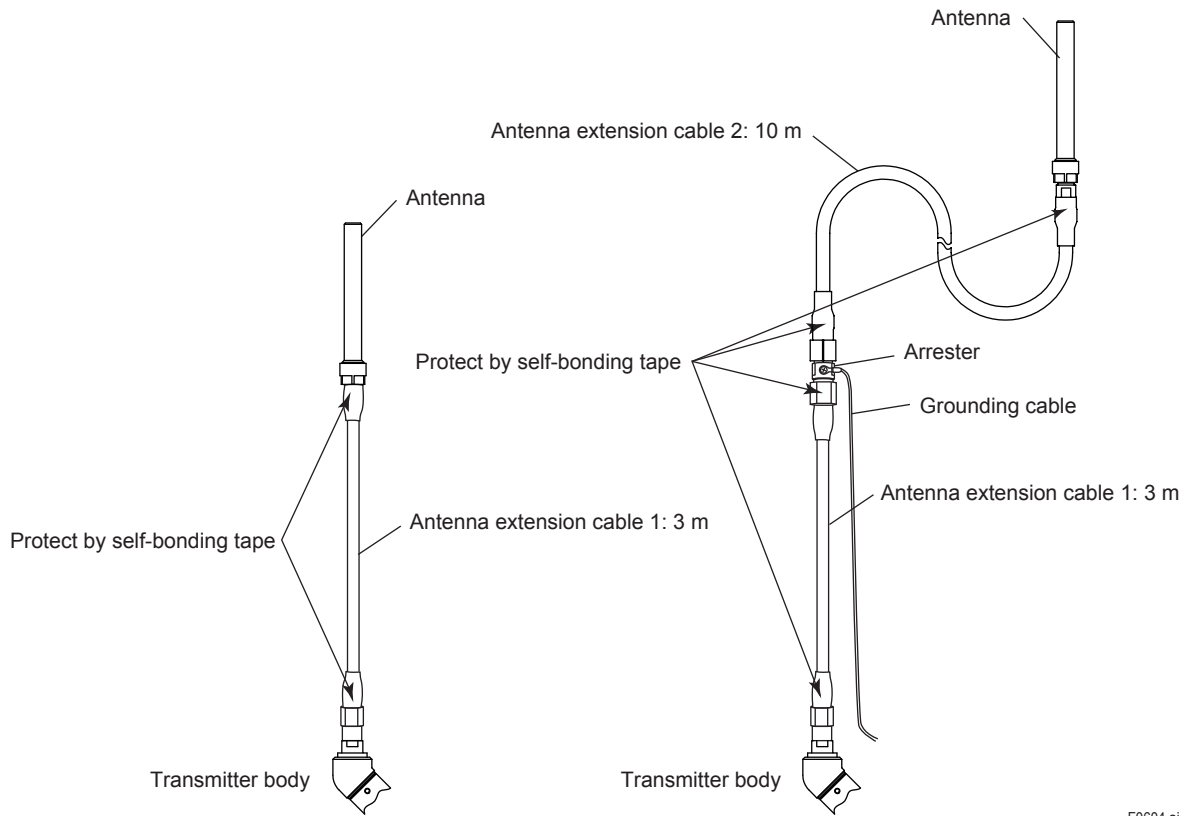 Antenna
Antenna extension cable 2: 10 m
Antenna
Protect by self-bonding tape
Arrester
Grounding cable
Antenna extension cable 1: 3 m
Antenna extension cable 1: 3 m
Protect by self-bonding tape
Transmitter body
Transmitter body